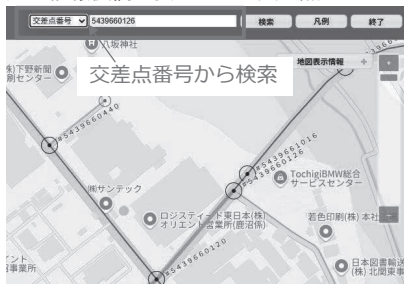 交差点番号 5439660126 検索 凡例 終了
八坂神社
地図表示情報 +
株)下野新聞
刷センター
交差点番号から検索
#5439660440
#5439661016
#5439660126
TochigiBMW総合
サービスセンター
㈱サンテック
ロジスティード東日本(株)
オリエント営業所(鹿沼係)
若色印刷(株) 本社
#5439660120
イント
事業所
日本図書輸送
(株) 北関東事